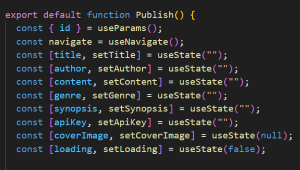 export default function Publish() {
const { id } = useParams();
const navigate = useNavigate();
const [title, setTitle] = useState("");
const [author, setAuthor] = useState("");
const [content, setContent] = useState("");
const [genre, setGenre] = useState("");
const [synopsis, setSynopsis] = useState("");
const [apiKey, setApiKey] = useState("");
const [coverImage, setCoverImage] = useState(null);
const [loading, setLoading] = useState(false);